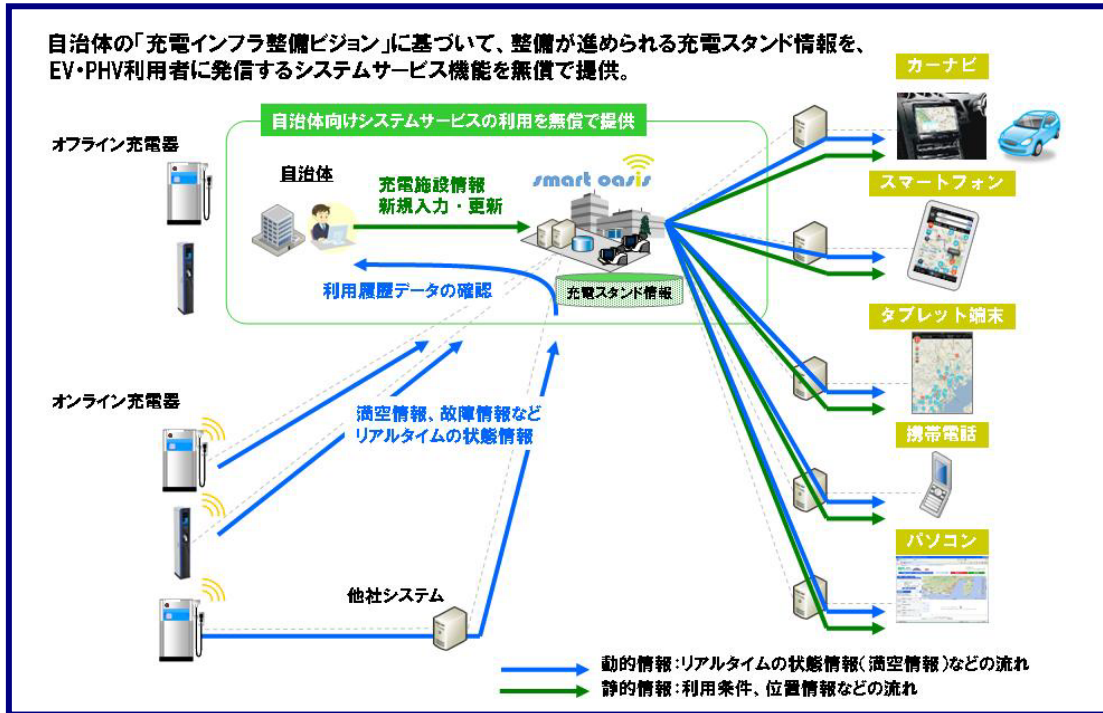 自治体の「充電インフラ整備ビジョン」に基づいて、整備が進められる充電スタンド情報を、
EV・PHV利用者に発信するシステムサービス機能を無償で提供。
カーナビ
自治体向けシステムサービスの利用を無償で提供
オフライン充電器
自治体
充電施設情報
新規入力・更新
smart oasis
スマートフォン
利用履歴データの確認
充電スタンド情報
タブレット端末
オンライン充電器
満空情報、故障情報など
リアルタイムの状態情報
携帯電話
パソコン
他社システム
動的情報：リアルタイムの状態情報（満空情報）などの流れ
静的情報：利用条件、位置情報などの流れ